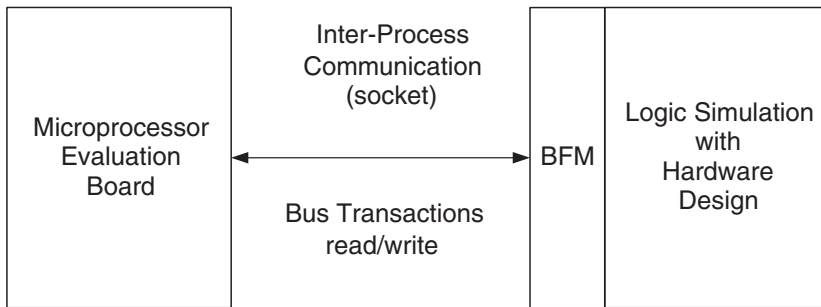 Microprocessor
Evaluation
Board
Inter-Process
Communication
(socket)
Bus Transactions
read/write
BFM
Logic Simulation
with
Hardware
Design